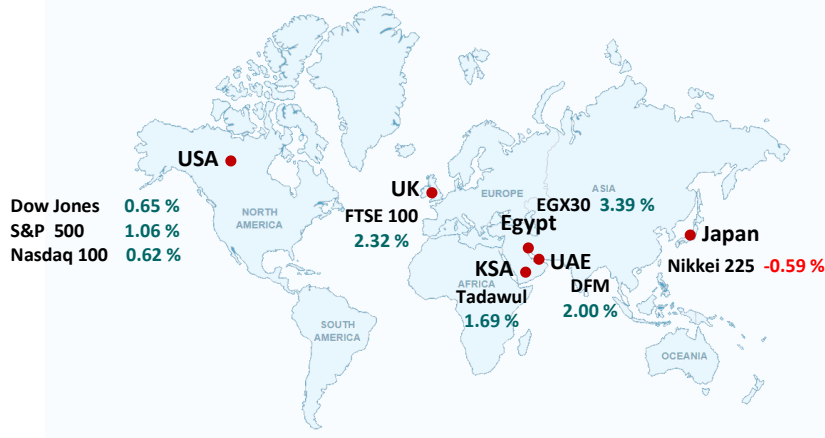 USA
Dow Jones 0.65 %
S&P 500 1.06 %
Nasdaq 100 0.62 %
NORTH
AMERICA
SOUTH
AMERICA
UK
FTSE 100
2.32 %
EUROPE
ASIA
EGX30 3.39 %
Egypt
KSA
AFRICA
Tadawul
1.69 %
UAE
DFM
2.00 %
Japan
Nikkei 225 -0.59 %
OCEANIA